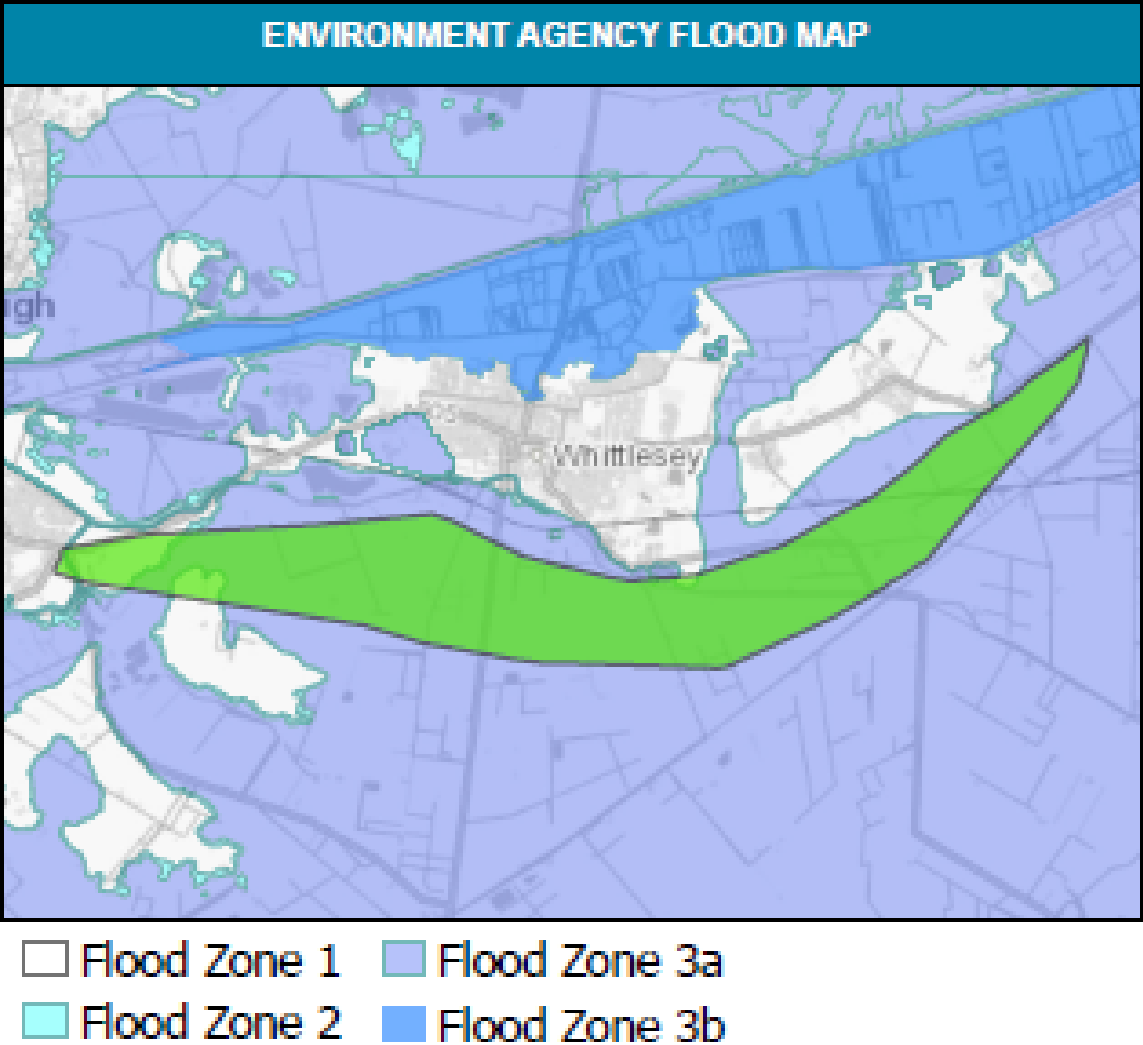 ENVIRONMENT AGENCY FLOOD MAP
Whittlesey
Flood Zone 1
Flood Zone 3a
Flood Zone 2
Flood Zone 3b